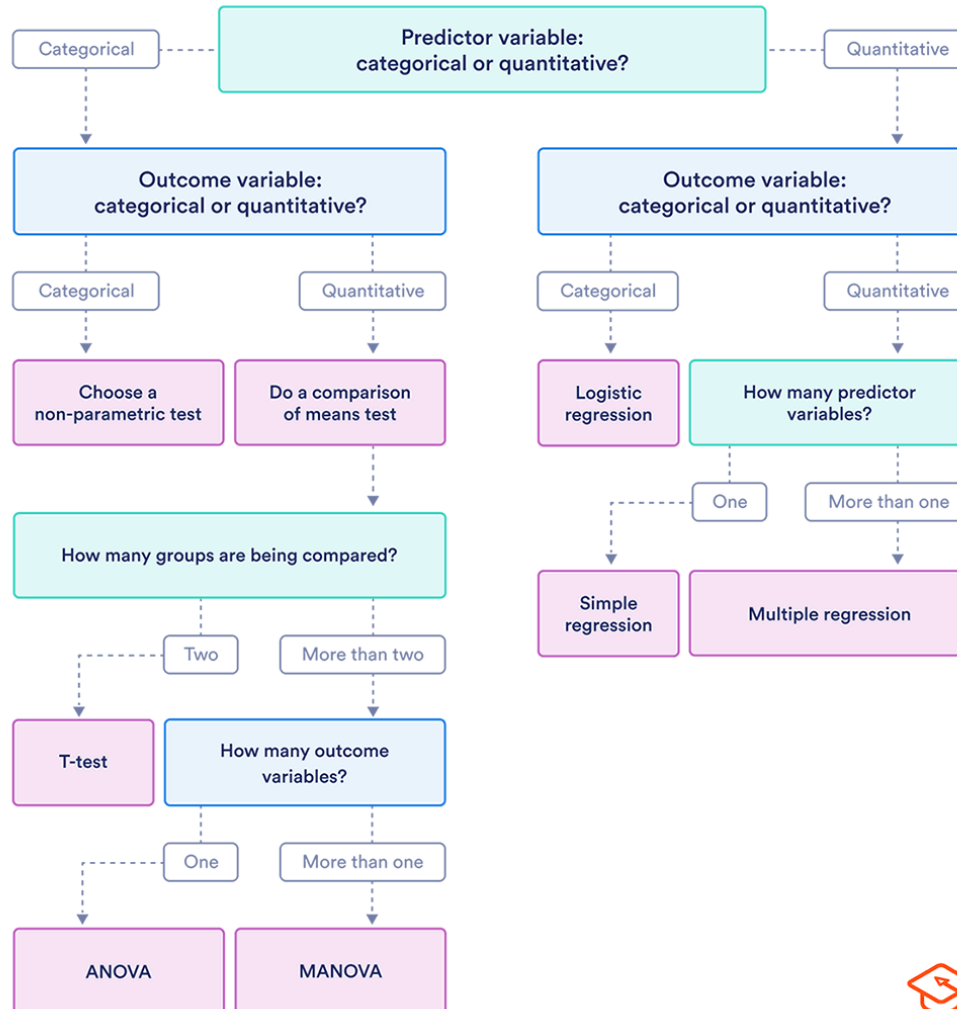 Predictor variable:
categorical or quantitative?
Categorical
Quantitative
Outcome variable:
categorical or quantitative?
Outcome variable:
categorical or quantitative?
Categorical
Quantitative
Categorical
Quantitative
Choose a
non-parametric test
Do a comparison
of means test
Logistic
regression
How many predictor
variables?
One
More than one
How many groups are being compared?
Simple
regression
Multiple regression
Two
More than two
T-test
How many outcome
variables?
One
More than one
ANOVA
MANOVA